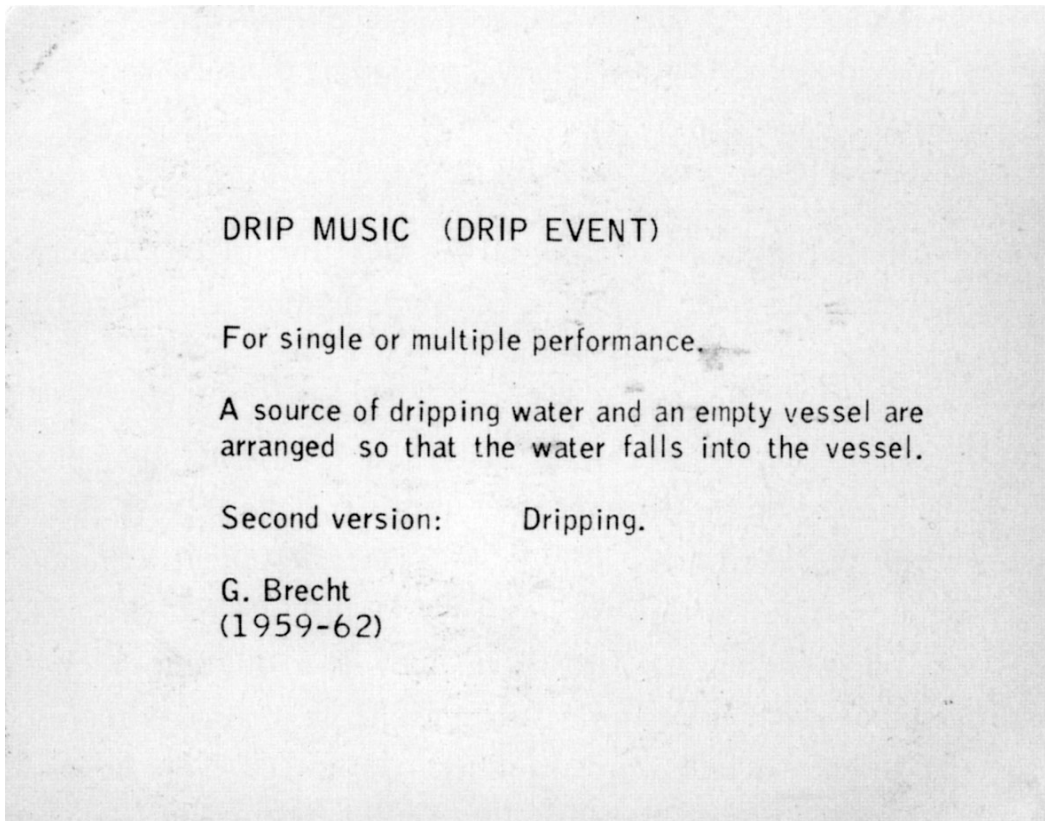 DRIP MUSIC (DRIP EVENT)
For single or multiple performance.
A source of dripping water and an empty vessel are
arranged so that the water falls into the vessel.
Second version: Dripping.
G. Brecht
(1959-62)